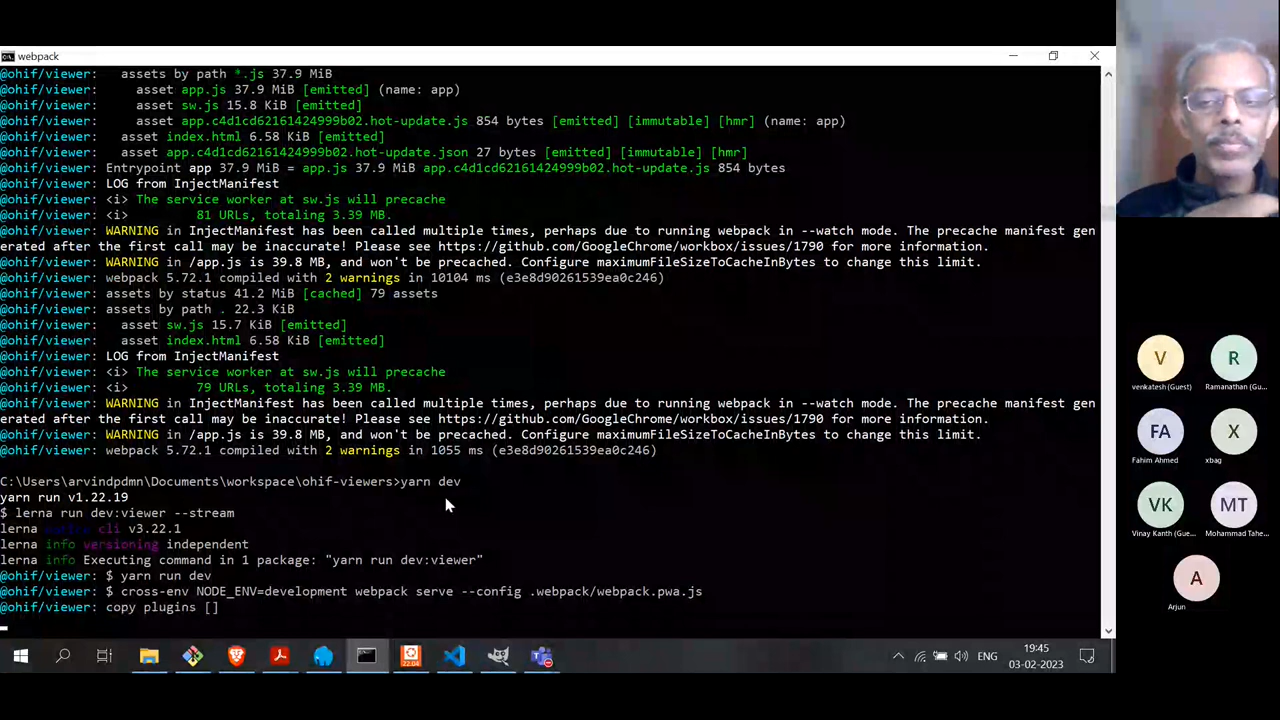 webpack
@ohif/viewer:   assets by path *.js 37.9 MiB
@ohif/viewer:     asset app.js 37.9 MiB [emitted] (name: app)
@ohif/viewer:     asset sw.js 15.8 KiB [emitted]
@ohif/viewer:     asset app.c4d1cd62161424999b02.hot-update.js 854 bytes [emitted] [immutable] [hmr] (name: app)
@ohif/viewer:   asset index.html 6.58 KiB [emitted]
@ohif/viewer:   asset app.c4d1cd62161424999b02.hot-update.json 27 bytes [emitted] [immutable] [hmr]
@ohif/viewer: Entrypoint app 37.9 MiB = app.js 37.9 MiB app.c4d1cd62161424999b02.hot-update.js 854 bytes
@ohif/viewer: LOG from InjectManifest
@ohif/viewer: <i> The service worker at sw.js will precache
@ohif/viewer: <i>         81 URLs, totaling 3.39 MB.
@ohif/viewer: WARNING in InjectManifest has been called multiple times, perhaps due to running webpack in --watch mode. The precache manifest gen
erated after the first call may be inaccurate! Please see https://github.com/GoogleChrome/workbox/issues/1790 for more information.
@ohif/viewer: WARNING in /app.js is 39.8 MB, and won't be precached. Configure maximumFileSizeToCacheInBytes to change this limit.
@ohif/viewer: webpack 5.72.1 compiled with 2 warnings in 10104 ms (e3e8d90261539ea0c246)
@ohif/viewer: assets by status 41.2 MiB [cached] 79 assets
@ohif/viewer: assets by path . 22.3 KiB
@ohif/viewer:   asset sw.js 15.7 KiB [emitted]
@ohif/viewer:   asset index.html 6.58 KiB [emitted]
@ohif/viewer: LOG from InjectManifest
@ohif/viewer: <i> The service worker at sw.js will precache
@ohif/viewer: <i>         79 URLs, totaling 3.39 MB.
@ohif/viewer: WARNING in InjectManifest has been called multiple times, perhaps due to running webpack in --watch mode. The precache manifest gen
erated after the first call may be inaccurate! Please see https://github.com/GoogleChrome/workbox/issues/1790 for more information.
@ohif/viewer: WARNING in /app.js is 39.8 MB, and won't be precached. Configure maximumFileSizeToCacheInBytes to change this limit.
@ohif/viewer: webpack 5.72.1 compiled with 2 warnings in 1055 ms (e3e8d90261539ea0c246)
C:\Users\arvindpdmn\Documents\workspace\ohif-viewers>yarn dev
yarn run v1.22.19
$ lerna run dev:viewer --stream
lerna notice cli v3.22.1
lerna info versioning independent
lerna info Executing command in 1 package: "yarn run dev:viewer"
@ohif/viewer: $ yarn run dev
@ohif/viewer: $ cross-env NODE_ENV=development webpack serve --config .webpack/webpack.pwa.js
@ohif/viewer: copy plugins []
V
R
venkatesh (Guest)
Ramanathan (Gu...
FA
X
Fahim Ahmed
xbag
VK
MT
Vinay Kanth (Gue...
Mohammad Tahe...
A
Arjun
22.04
ENG
19:45
03-02-2023